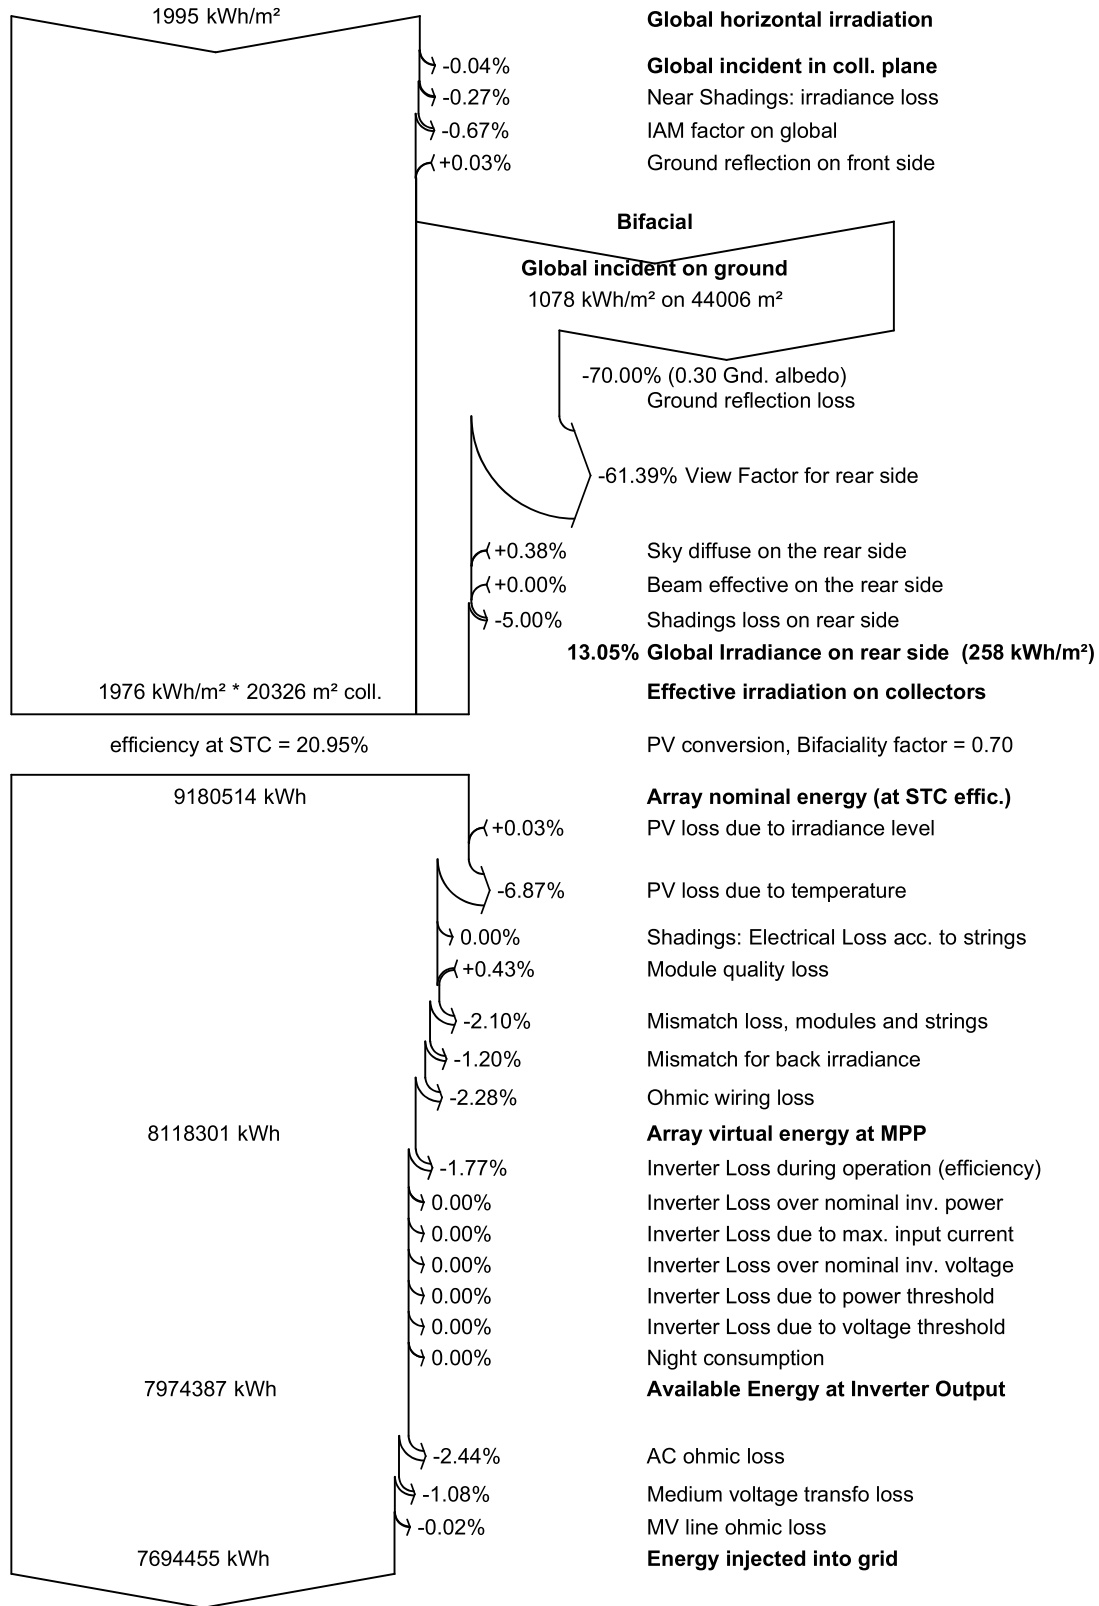 1995 kWh/m² Global horizontal irradiation
-0.04% Global incident in coll. plane
-0.27% Near Shadings: irradiance loss
-0.67% IAM factor on global
+0.03% Ground reflection on front side
Bifacial
Global incident on ground
1078 kWh/m² on 44006 m²
-70.00% (0.30 Gnd. albedo)
Ground reflection loss
-61.39% View Factor for rear side
+0.38% Sky diffuse on the rear side
+0.00% Beam effective on the rear side
-5.00% Shadings loss on rear side
13.05% Global Irradiance on rear side (258 kWh/m²)
1976 kWh/m² * 20326 m² coll. Effective irradiation on collectors
efficiency at STC = 20.95% PV conversion, Bifaciality factor = 0.70
9180514 kWh Array nominal energy (at STC effic.)
+0.03% PV loss due to irradiance level
-6.87% PV loss due to temperature
0.00% Shadings: Electrical Loss acc. to strings
+0.43% Module quality loss
-2.10% Mismatch loss, modules and strings
-1.20% Mismatch for back irradiance
-2.28% Ohmic wiring loss
8118301 kWh Array virtual energy at MPP
-1.77% Inverter Loss during operation (efficiency)
0.00% Inverter Loss over nominal inv. power
0.00% Inverter Loss due to max. input current
0.00% Inverter Loss over nominal inv. voltage
0.00% Inverter Loss due to power threshold
0.00% Inverter Loss due to voltage threshold
0.00% Night consumption
7974387 kWh Available Energy at Inverter Output
-2.44% AC ohmic loss
-1.08% Medium voltage transfo loss
-0.02% MV line ohmic loss
7694455 kWh Energy injected into grid